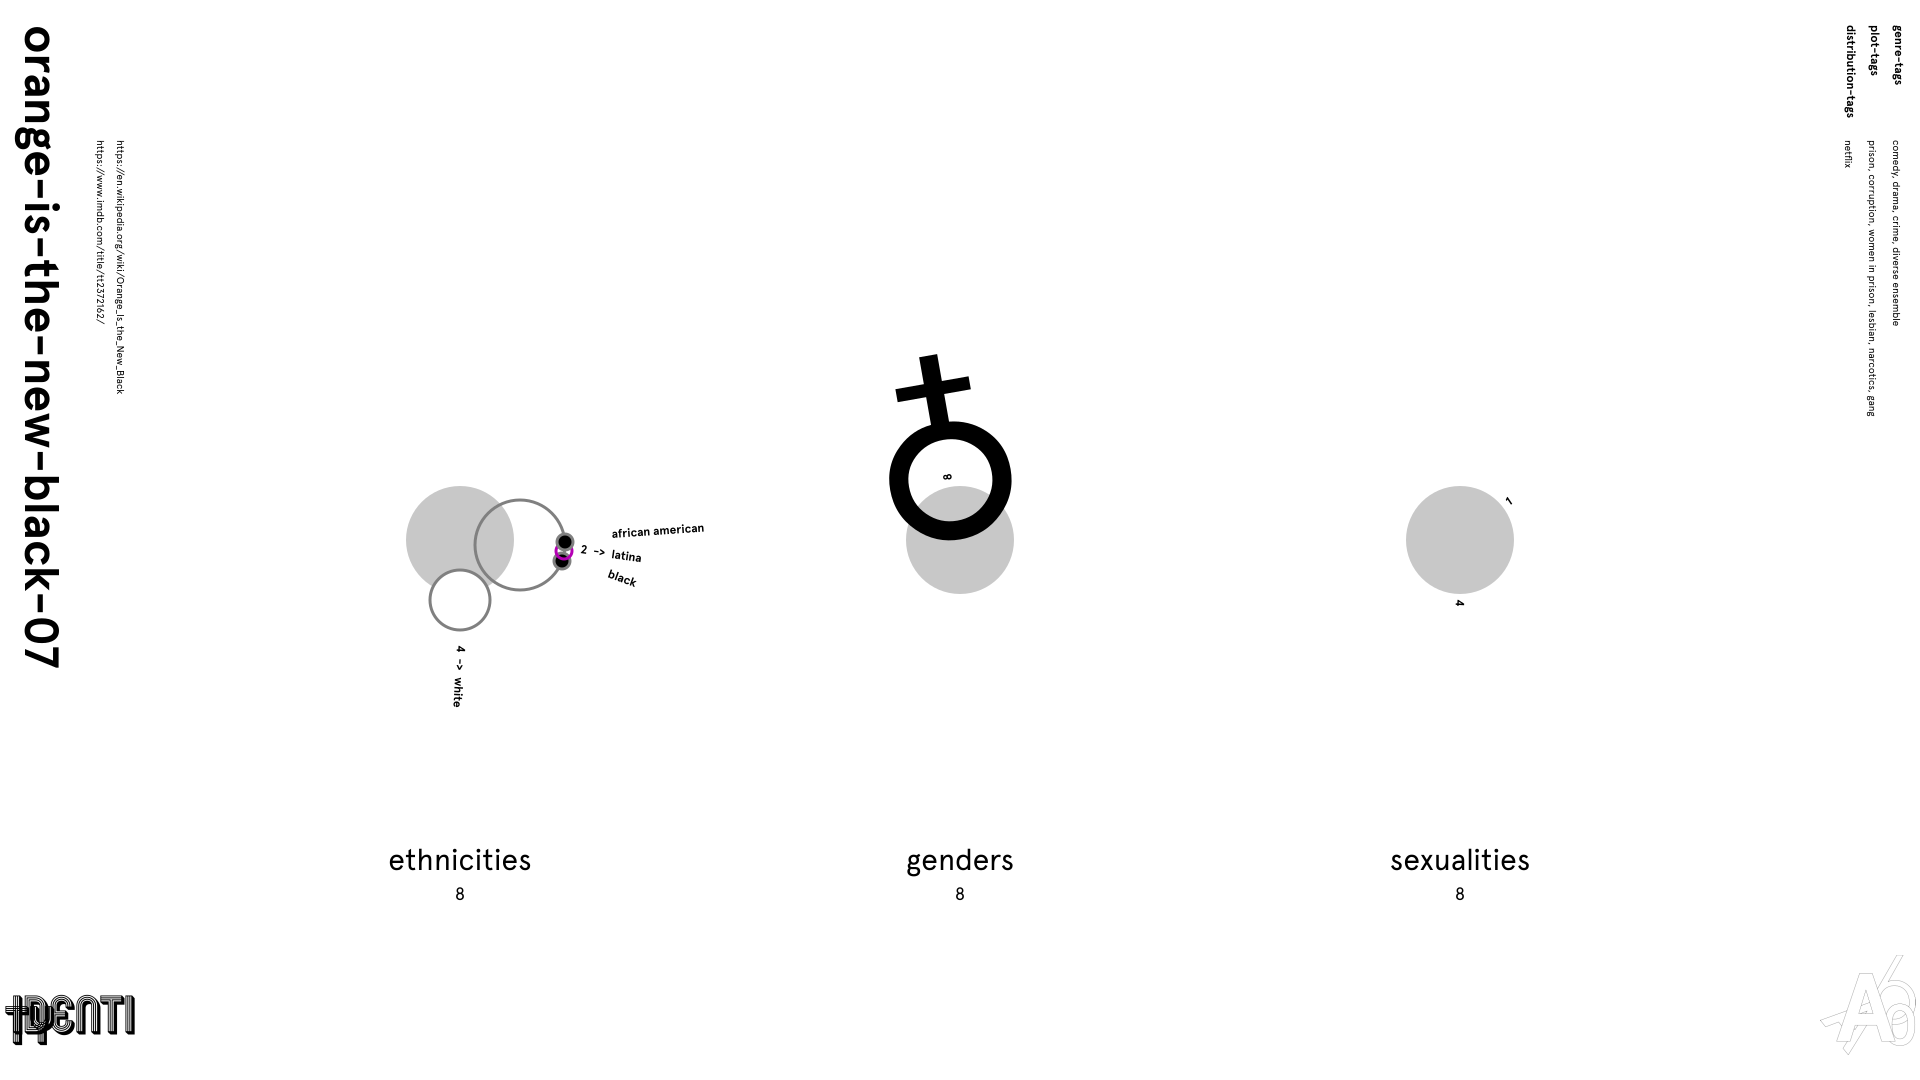 orange-is-the-new-black-07
https://en.wikipedia.org/wiki/Orange_Is_the_New_Black
https://www.imdb.com/title/tt2372162/
genre-tags
comedy, drama, crime, diverse ensemble
plot-tags
prison, corruption, women in prison, lesbian, narcotics, gang
distribution-tags
netflix
african american
2 -> latina
black
4 -> white
8
1
4
ethnicities
8
genders
8
sexualities
8
IDENTI